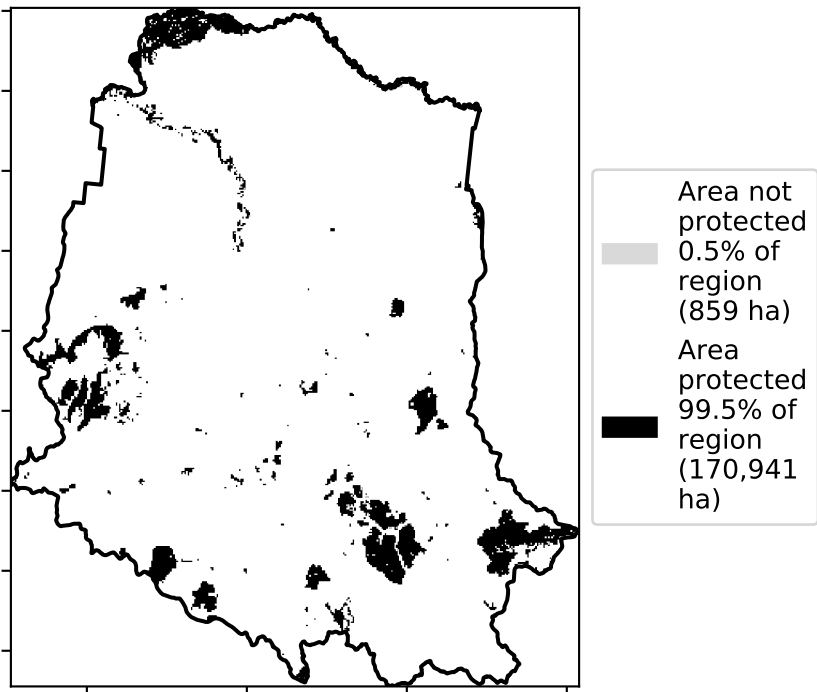 Area not
protected
0.5% of
region
(859 ha)
Area
protected
99.5% of
region
(170,941
ha)